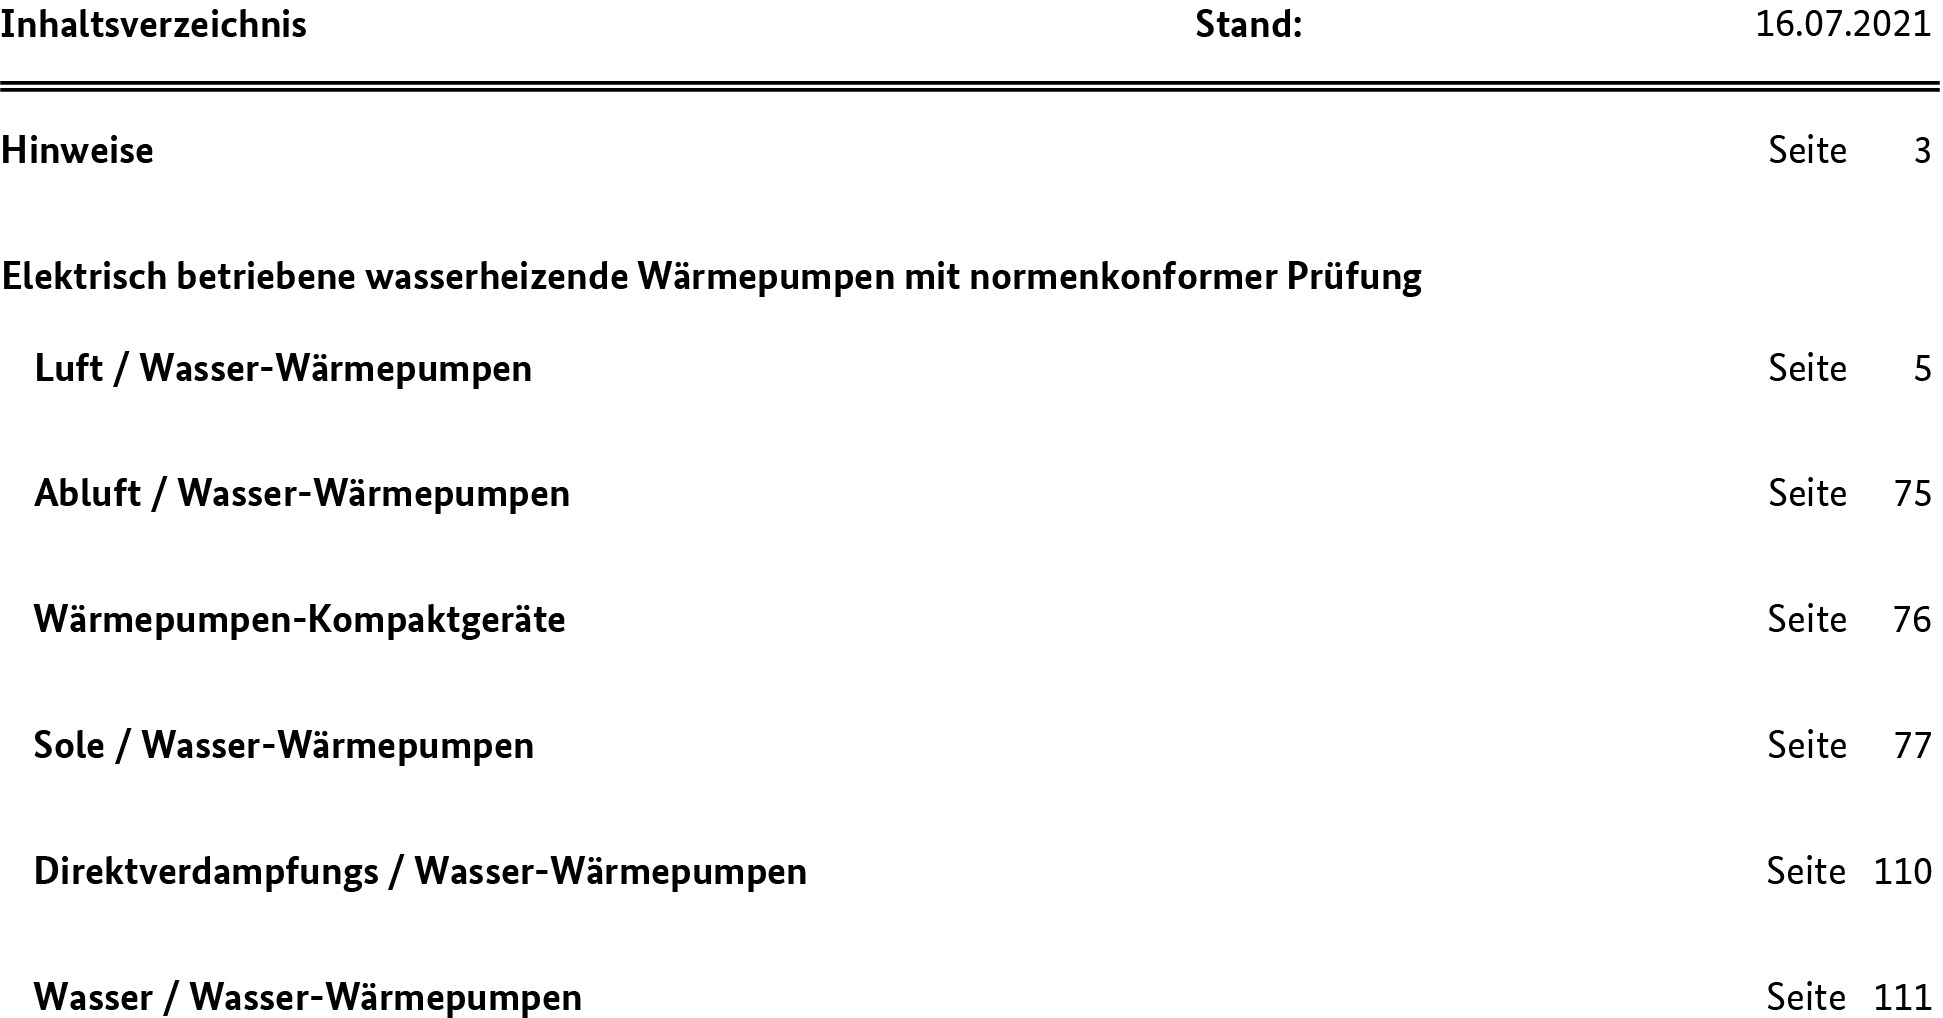 Inhaltsverzeichnis Stand: 16.07.2021
Hinweise Seite 3
Elektrisch betriebene wasserheizende Wärmepumpen mit normenkonformer Prüfung
Luft / Wasser-Wärmepumpen Seite 5
Abluft / Wasser-Wärmepumpen Seite 75
Wärmepumpen-Kompaktgeräte Seite 76
Sole / Wasser-Wärmepumpen Seite 77
Direktverdampfungs / Wasser-Wärmepumpen Seite 110
Wasser / Wasser-Wärmepumpen Seite 111